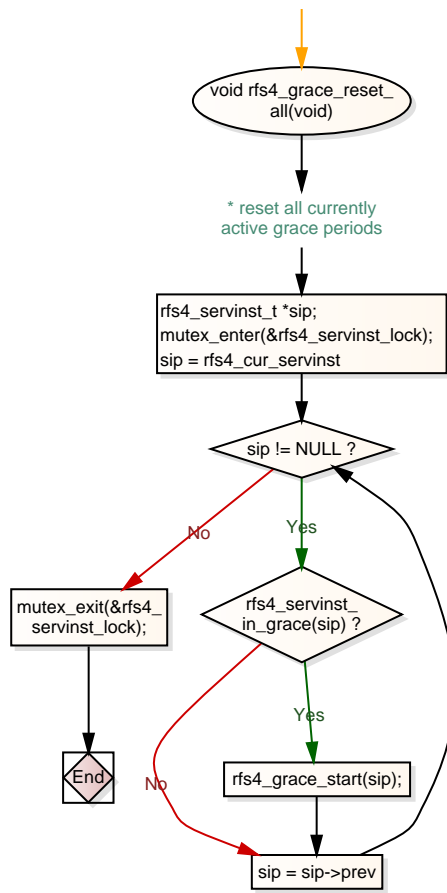 void rfs4_grace_reset_
all(void)
* reset all currently
active grace periods
rfs4_servinst_t *sip;
mutex_enter(&rfs4_servinst_lock);
sip = rfs4_cur_servinst
sip != NULL ?
No
Yes
mutex_exit(&rfs4_
servinst_lock);
rfs4_servinst_
in_grace(sip) ?
Yes
End
No
rfs4_grace_start(sip);
sip = sip->prev